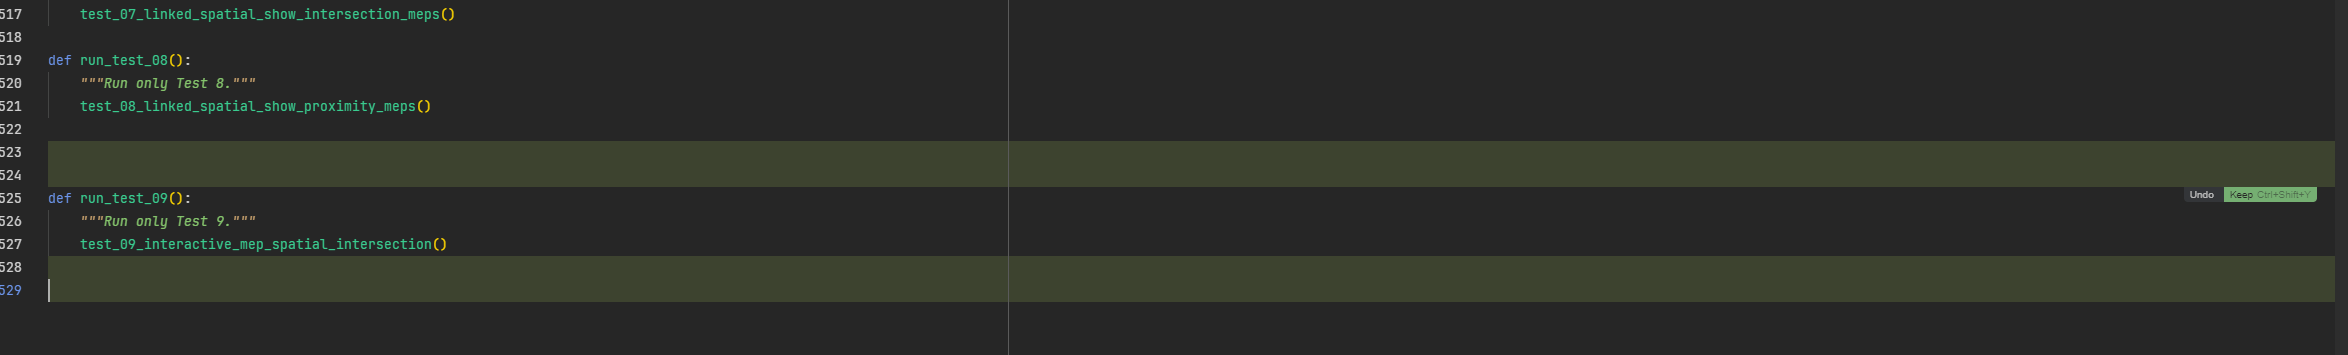 517     test_07_linked_spatial_show_intersection_meps()
518
519 def run_test_08():
520     """Run only Test 8."""
521     test_08_linked_spatial_show_proximity_meps()
522
523
524
525 def run_test_09():
Undo Keep Ctrl+Shift+Y
526     """Run only Test 9."""
527     test_09_interactive_mep_spatial_intersection()
528
529